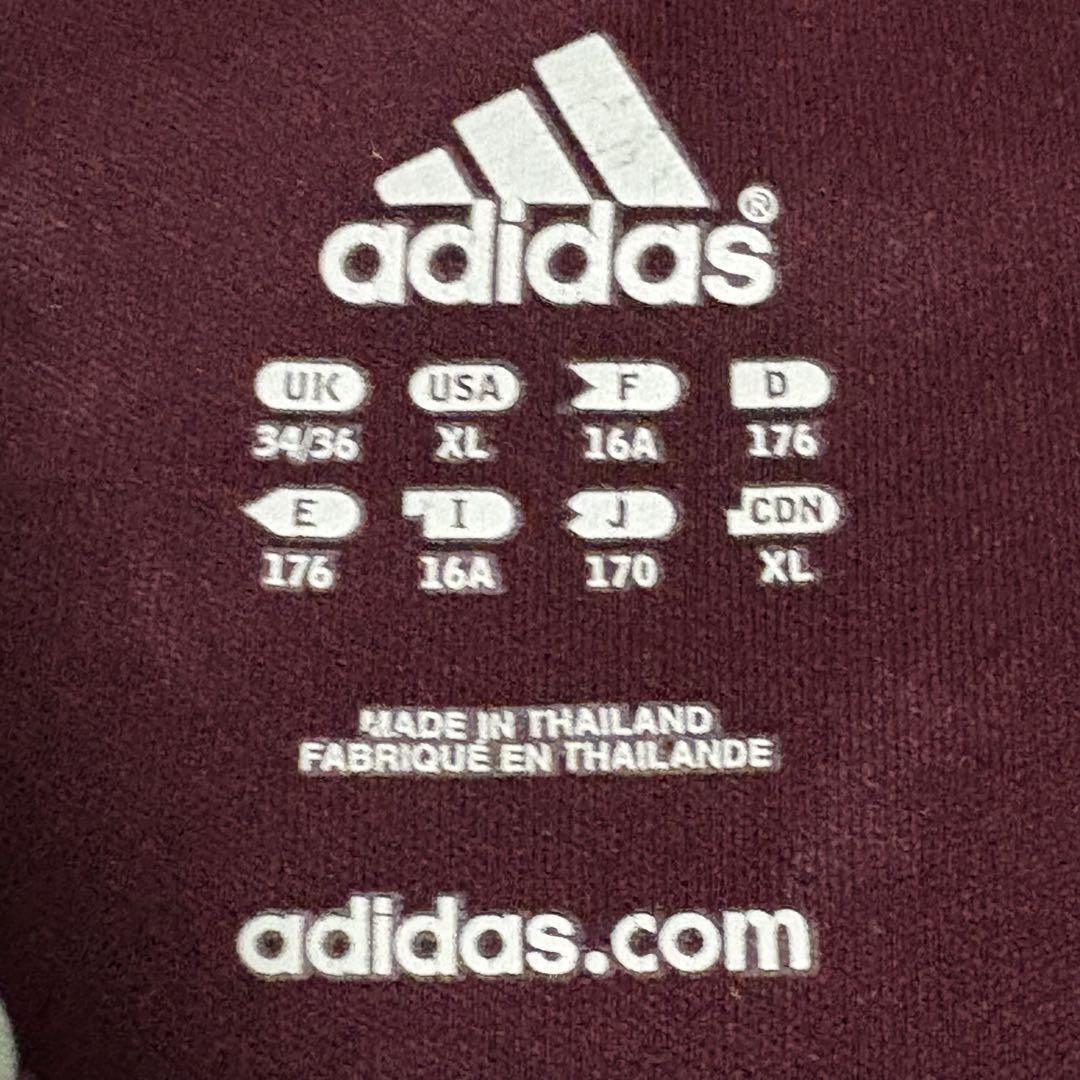 adidas®
UK USA F D
34/36 XL 16A 176
E I J CDN
176 16A 170 XL
MADE IN THAILAND
FABRIQUÉ EN THAILANDE
adidas.com